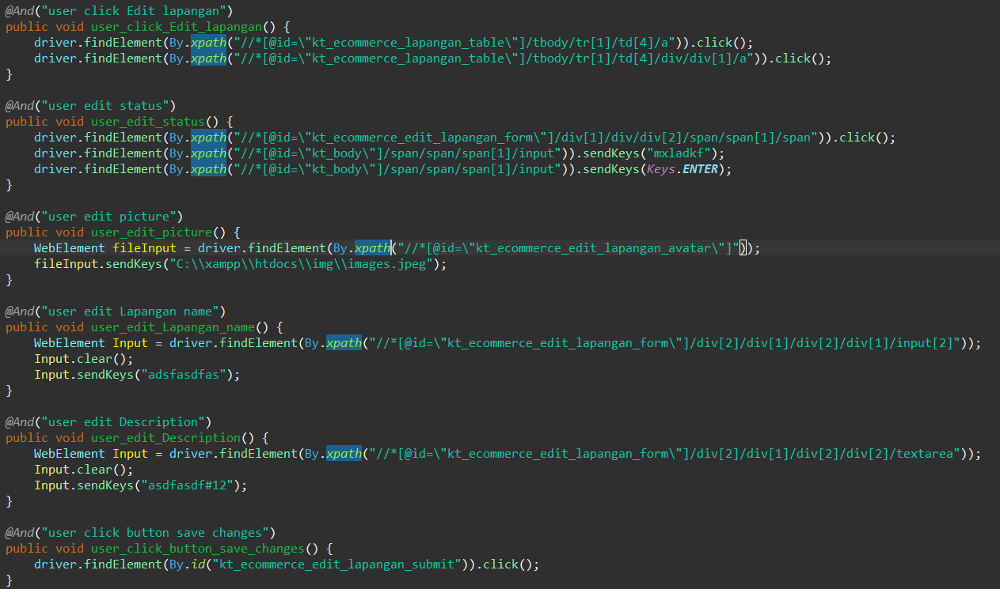 @And("user click Edit lapangan")
public void user_click_Edit_lapangan() {
    driver.findElement(By.xpath("//*[@id=\"kt_ecommerce_lapangan_table\"]/tbody/tr[1]/td[4]/a")).click();
    driver.findElement(By.xpath("//*[@id=\"kt_ecommerce_lapangan_table\"]/tbody/tr[1]/td[4]/div/div[1]/a")).click();
}

@And("user edit status")
public void user_edit_status() {
    driver.findElement(By.xpath("//*[@id=\"kt_ecommerce_edit_lapangan_form\"]/div[1]/div/div[2]/span/span[1]/span")).click();
    driver.findElement(By.xpath("//*[@id=\"kt_body\"]/span/span/span[1]/input")).sendKeys("mxladkf");
    driver.findElement(By.xpath("//*[@id=\"kt_body\"]/span/span/span[1]/input")).sendKeys(Keys.ENTER);
}

@And("user edit picture")
public void user_edit_picture() {
    WebElement fileInput = driver.findElement(By.xpath("//*[@id=\"kt_ecommerce_edit_lapangan_avatar\"]"));
    fileInput.sendKeys("C:\\xampp\\htdocs\\img\\images.jpeg");
}

@And("user edit Lapangan name")
public void user_edit_Lapangan_name() {
    WebElement Input = driver.findElement(By.xpath("//*[@id=\"kt_ecommerce_edit_lapangan_form\"]/div[2]/div[1]/div[2]/div[1]/input[2]"));
    Input.clear();
    Input.sendKeys("adsfasdfas");
}

@And("user edit Description")
public void user_edit_Description() {
    WebElement Input = driver.findElement(By.xpath("//*[@id=\"kt_ecommerce_edit_lapangan_form\"]/div[2]/div[1]/div[2]/div[2]/textarea"));
    Input.clear();
    Input.sendKeys("asdfasdf#12");
}

@And("user click button save changes")
public void user_click_button_save_changes() {
    driver.findElement(By.id("kt_ecommerce_edit_lapangan_submit")).click();
}